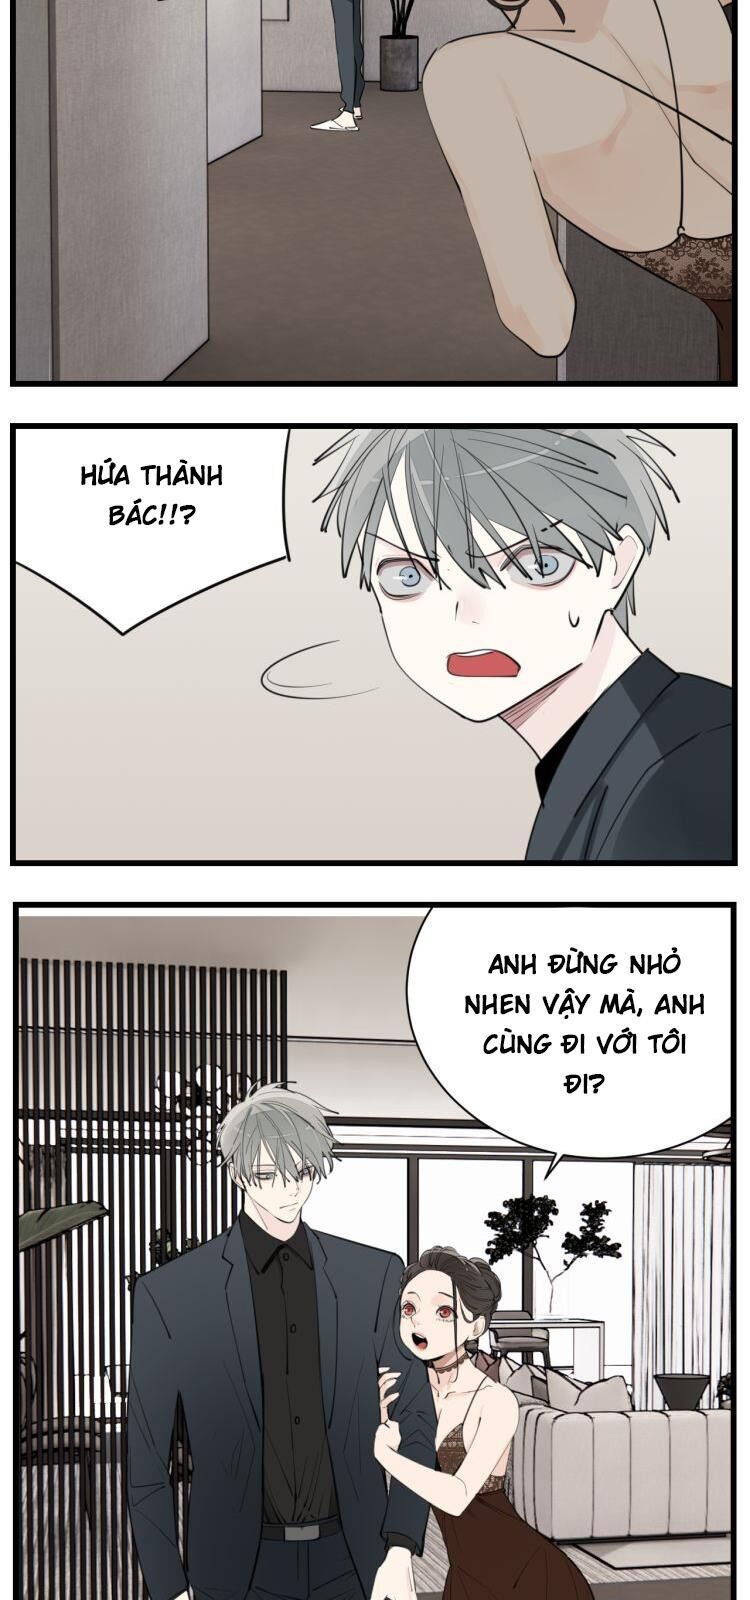 HỨA THÀNH
BÁC!!?
ANH ĐỪNG NHỎ
NHEN VẬY MÀ, ANH
CÙNG ĐI VỚI TÔI
ĐI?